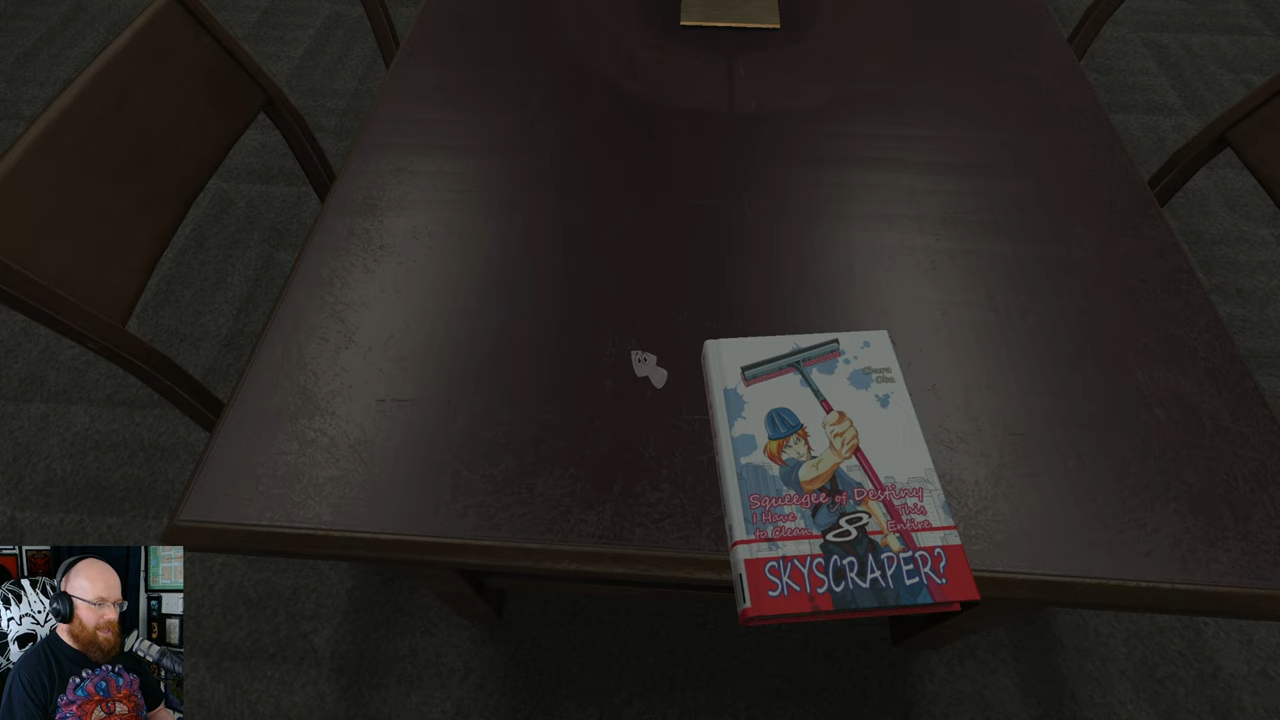 Squeegee of Destiny
I Have This
to Clean 8 Entire
SKYSCRAPER?